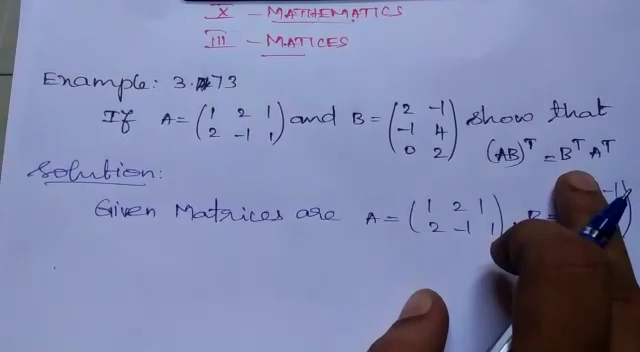 X - MATHEMATICS
III - MATICES
Example: 3.73
If A = ( 1 2 1 and B = ( 2 -1 show that
2 -1 1 ) -1 4
0 2 ) (AB)^T = B^T A^T
Solution:
Given Matrices are A = ( 1 2 1 , B = -1
2 -1 1 )